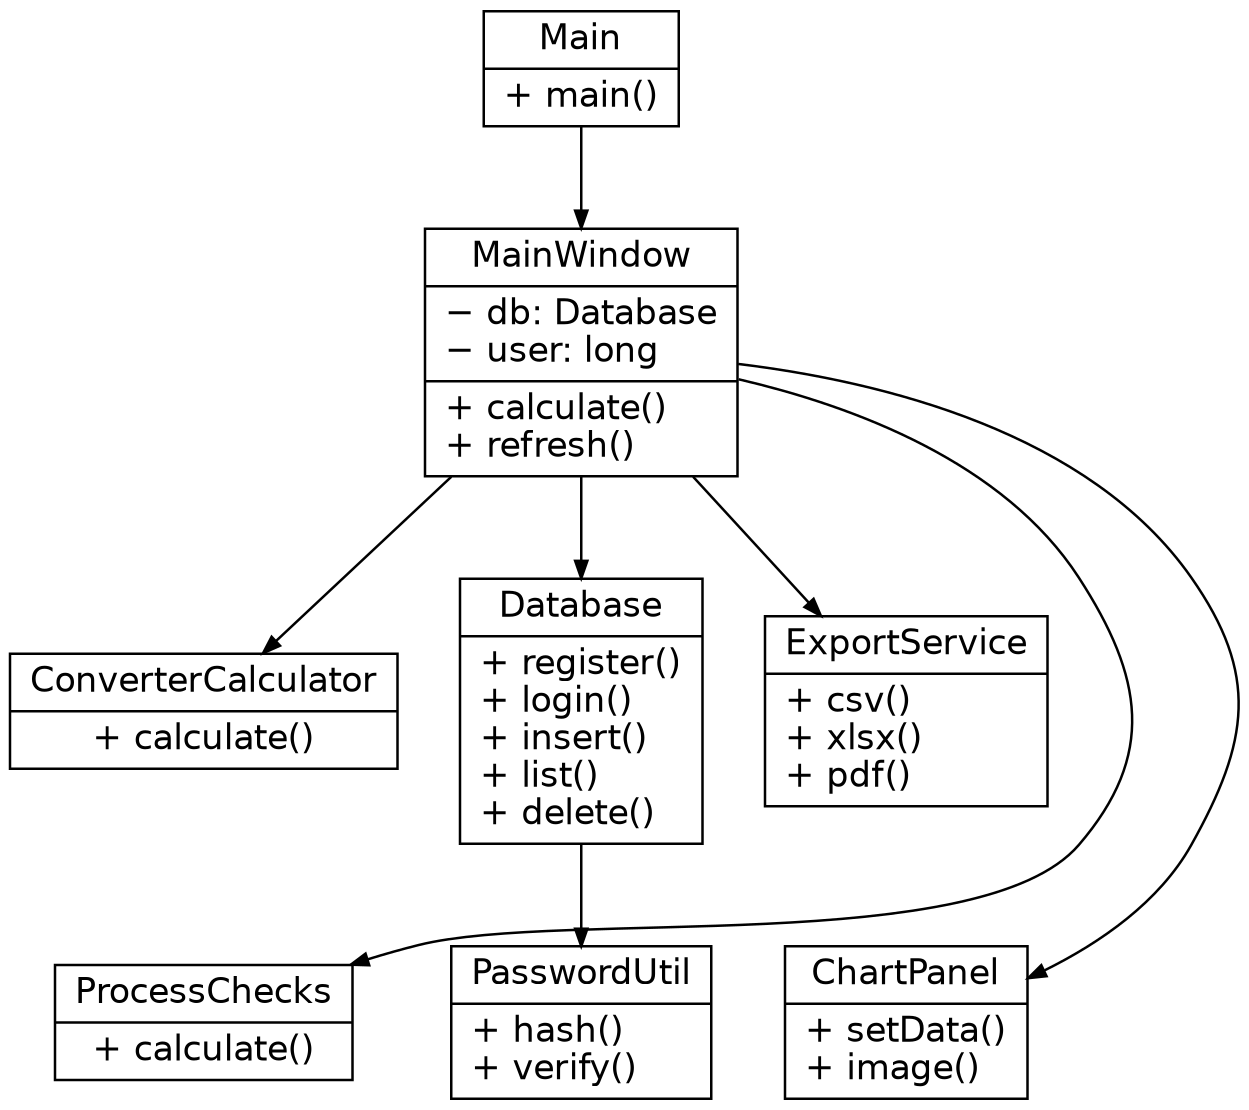 Main
+ main()
MainWindow
− db: Database
− user: long
+ calculate()
+ refresh()
ConverterCalculator
+ calculate()
Database
+ register()
+ login()
+ insert()
+ list()
+ delete()
ExportService
+ csv()
+ xlsx()
+ pdf()
ProcessChecks
+ calculate()
PasswordUtil
+ hash()
+ verify()
ChartPanel
+ setData()
+ image()